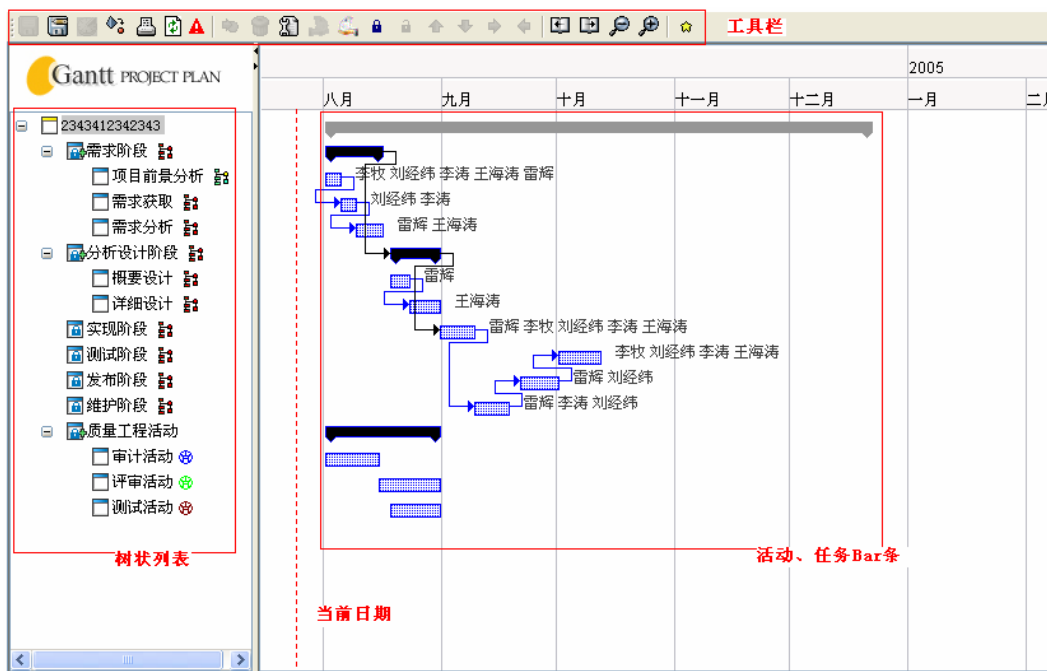 工具栏
Gantt PROJECT PLAN
2005
八月 九月 十月 十一月 十二月 一月 二月
2343412342343
需求阶段
项目前景分析 李牧 刘经纬 李涛 王海涛 雷辉
需求获取 刘经纬 李涛
需求分析 雷辉 王海涛
分析设计阶段
概要设计 雷辉
详细设计 王海涛
实现阶段 雷辉 李牧 刘经纬 李涛 王海涛
测试阶段 李牧 刘经纬 李涛 王海涛
发布阶段 雷辉 刘经纬
维护阶段 雷辉 李涛 刘经纬
质量工程活动
审计活动
评审活动
测试活动
树状列表
活动、任务Bar条
当前日期